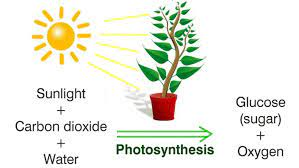 Sunlight
+
Carbon dioxide
+
Water
Photosynthesis
Glucose
(sugar)
+
Oxygen